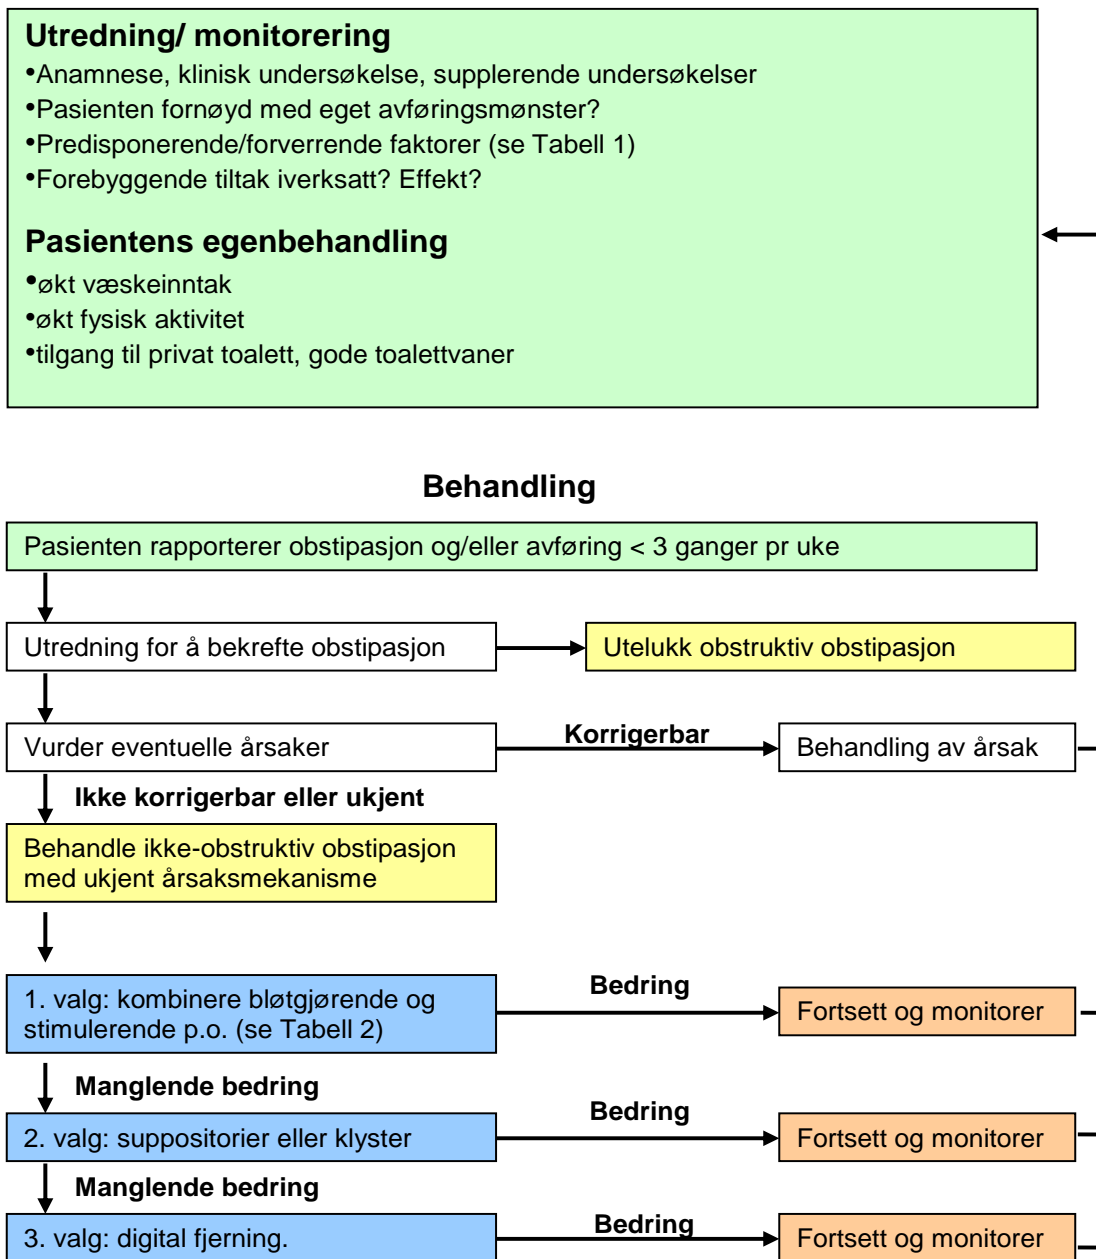 Utredning/ monitorering
•Anamnese, klinisk undersøkelse, supplerende undersøkelser
•Pasienten fornøyd med eget avføringsmønster?
•Predisponerende/forverrende faktorer (se Tabell 1)
•Forebyggende tiltak iverksatt? Effekt?
Pasientens egenbehandling
•økt væskeinntak
•økt fysisk aktivitet
•tilgang til privat toalett, gode toalettvaner
Behandling
Pasienten rapporterer obstipasjon og/eller avføring < 3 ganger pr uke
Utredning for å bekrefte obstipasjon
Utelukk obstruktiv obstipasjon
Vurder eventuelle årsaker
Korrigerbar
Behandling av årsak
Ikke korrigerbar eller ukjent
Behandle ikke-obstruktiv obstipasjon
med ukjent årsaksmekanisme
1. valg: kombinere bløtgjørende og
stimulerende p.o. (se Tabell 2)
Bedring
Fortsett og monitorer
Manglende bedring
2. valg: suppositorier eller klyster
Bedring
Fortsett og monitorer
Manglende bedring
3. valg: digital fjerning.
Bedring
Fortsett og monitorer